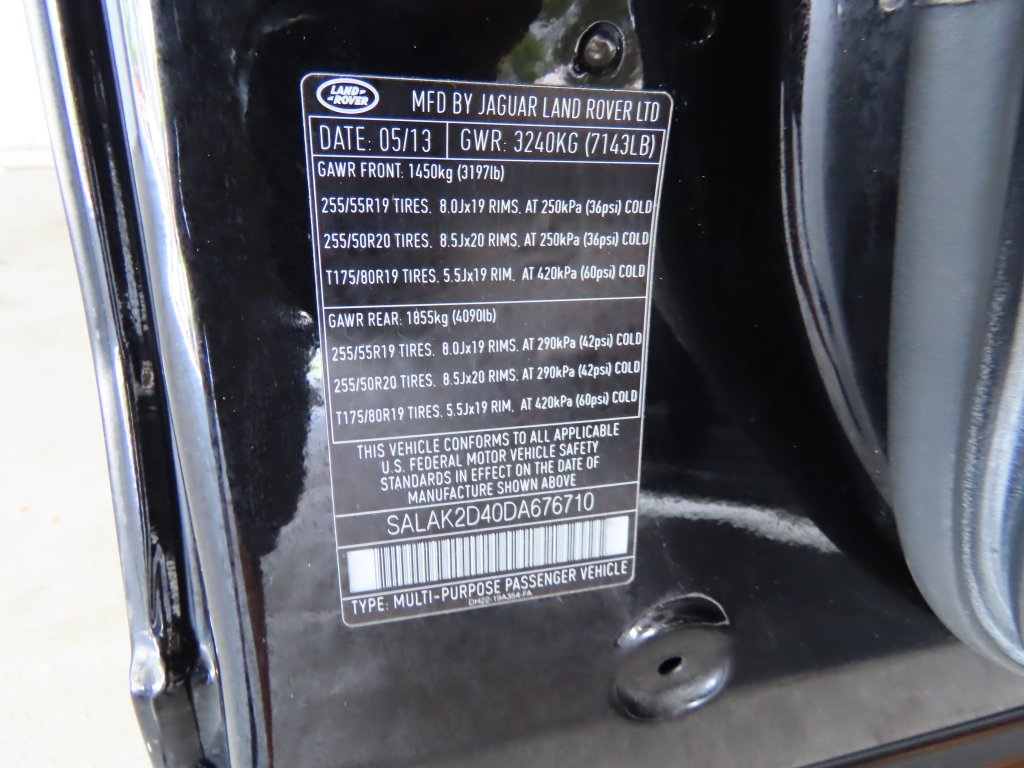 LAND
ROVER
MFD BY JAGUAR LAND ROVER LTD
DATE: 05/13 GWR: 3240KG (7143LB)
GAWR FRONT: 1450kg (3197lb)
255/55R19 TIRES. 8.0Jx19 RIMS. AT 250kPa (36psi) COLD
255/50R20 TIRES. 8.5Jx20 RIMS. AT 250kPa (36psi) COLD
T175/80R19 TIRES. 5.5Jx19 RIM. AT 420kPa (60psi) COLD
GAWR REAR: 1855kg (4090lb)
255/55R19 TIRES. 8.0Jx19 RIMS. AT 290kPa (42psi) COLD
255/50R20 TIRES. 8.5Jx20 RIMS. AT 290kPa (42psi) COLD
T175/80R19 TIRES. 5.5Jx19 RIM. AT 420kPa (60psi) COLD
THIS VEHICLE CONFORMS TO ALL APPLICABLE
U.S. FEDERAL MOTOR VEHICLE SAFETY
STANDARDS IN EFFECT ON THE DATE OF
MANUFACTURE SHOWN ABOVE
SALAK2D40DA676710
TYPE: MULTI-PURPOSE PASSENGER VEHICLE